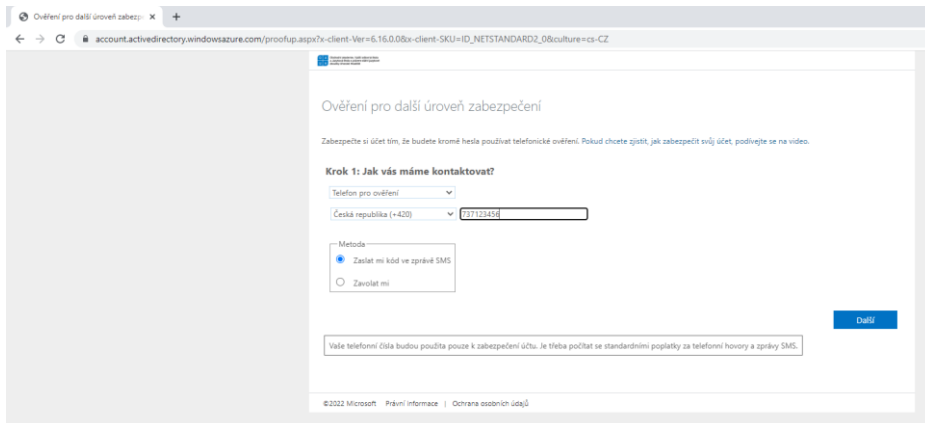 Ověření pro další úroveň zabezp
account.activedirectory.windowsazure.com/proofup.aspx?x-client-Ver=6.16.0.0&x-client-SKU=ID_NETSTANDARD2_0&culture=cs-CZ
Ověření pro další úroveň zabezpečení
Zabezpečte si účet tím, že budete kromě hesla používat telefonické ověření. Pokud chcete zjistit, jak zabezpečit svůj účet, podívejte se na video.
Krok 1: Jak vás máme kontaktovat?
Telefon pro ověření
Česká republika (+420) 737123456
Metoda
Zaslat mi kód ve zprávě SMS
Zavolat mi
Další
Vaše telefonní čísla budou použita pouze k zabezpečení účtu. Je třeba počítat se standardními poplatky za telefonní hovory a zprávy SMS.
©2022 Microsoft Právní informace | Ochrana osobních údajů